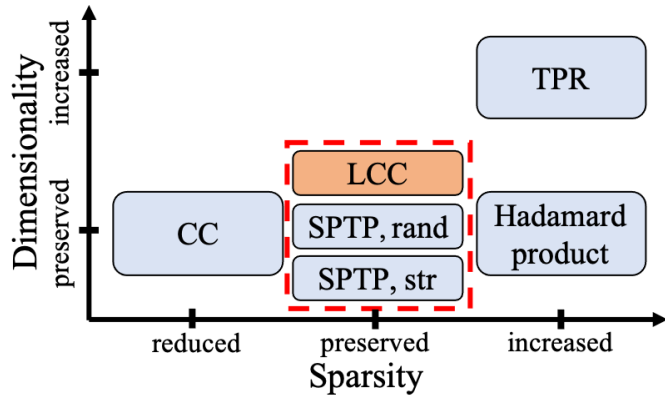 Dimensionality
increased
preserved
TPR
LCC
CC
SPTP, rand
SPTP, str
Hadamard
product
reduced
preserved
increased
Sparsity